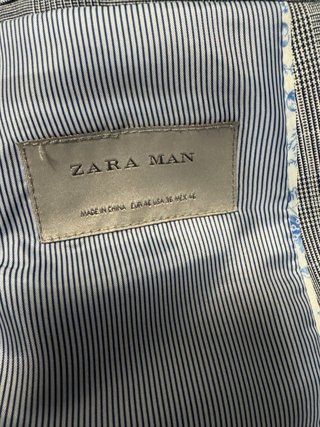 ZARA MAN
MADE IN CHINA EUR 46 USA 36 MEX 46